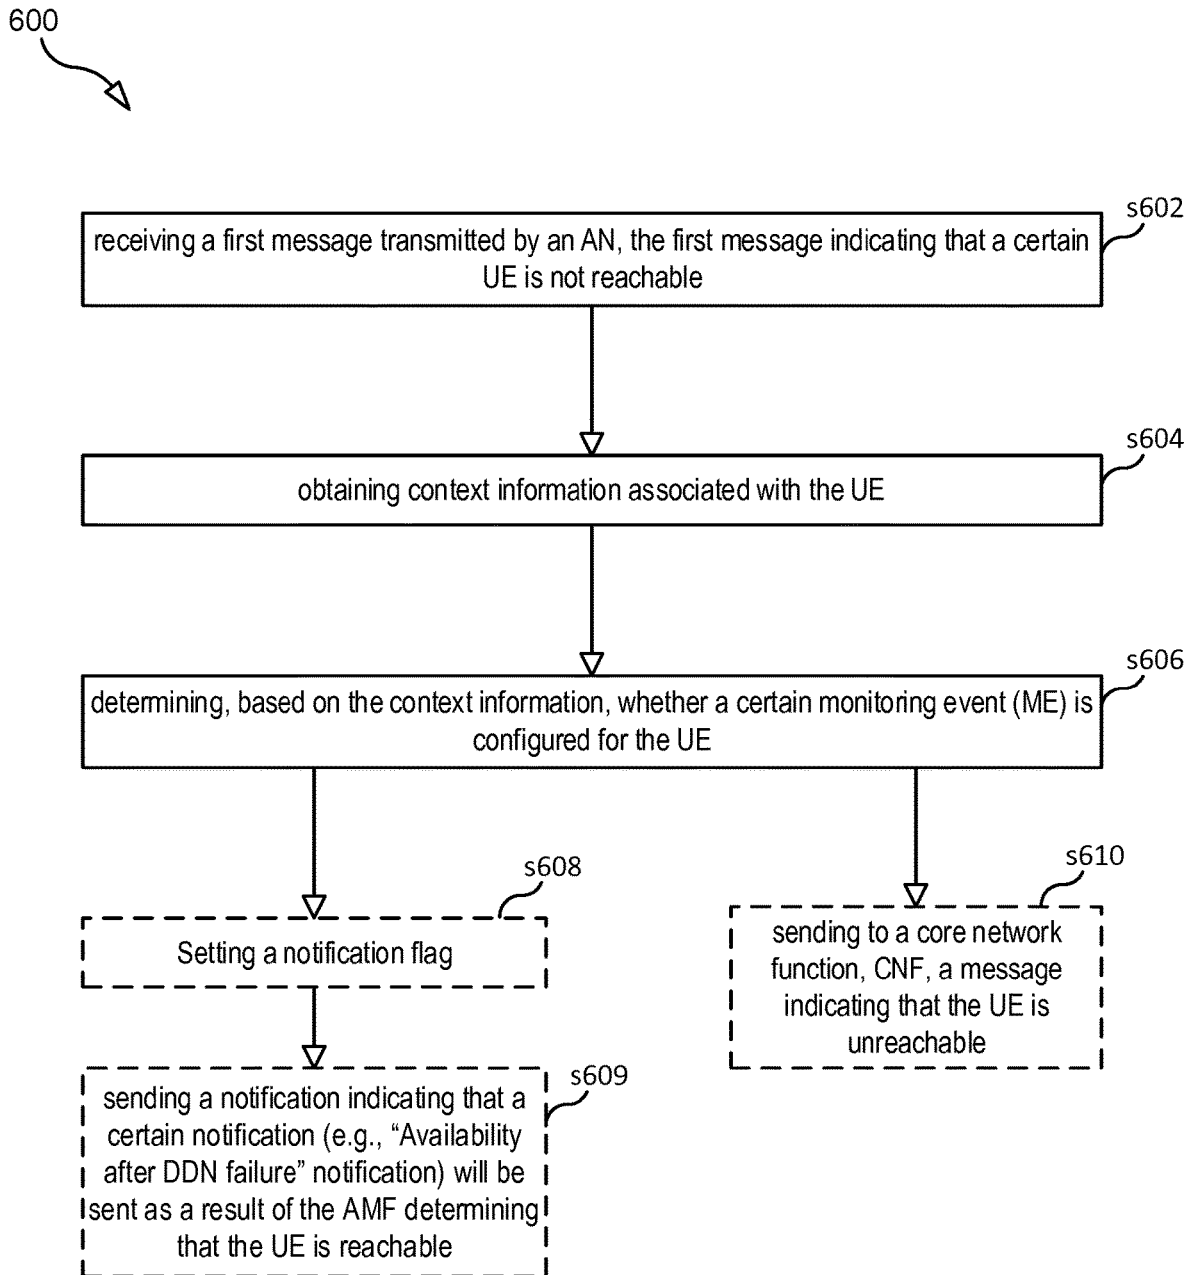 600
s602
receiving a first message transmitted by an AN, the first message indicating that a certain
UE is not reachable
s604
obtaining context information associated with the UE
s606
determining, based on the context information, whether a certain monitoring event (ME) is
configured for the UE
s608
Setting a notification flag
s610
sending to a core network
function, CNF, a message
indicating that the UE is
unreachable
s609
sending a notification indicating that a
certain notification (e.g., “Availability
after DDN failure” notification) will be
sent as a result of the AMF determining
that the UE is reachable